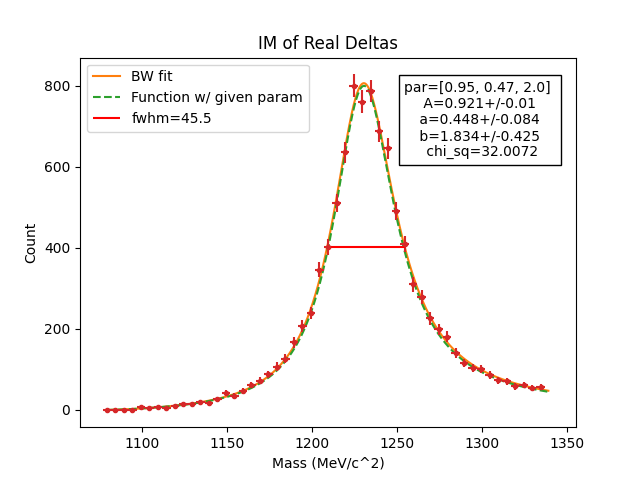 IM of Real Deltas
BW fit
Function w/ given param
fwhm=45.5
par=[0.95, 0.47, 2.0]
A=0.921+/-0.01
a=0.448+/-0.084
b=1.834+/-0.425
chi_sq=32.0072
Count
800
600
400
200
0
1100
1150
1200
1250
1300
1350
Mass (MeV/c^2)